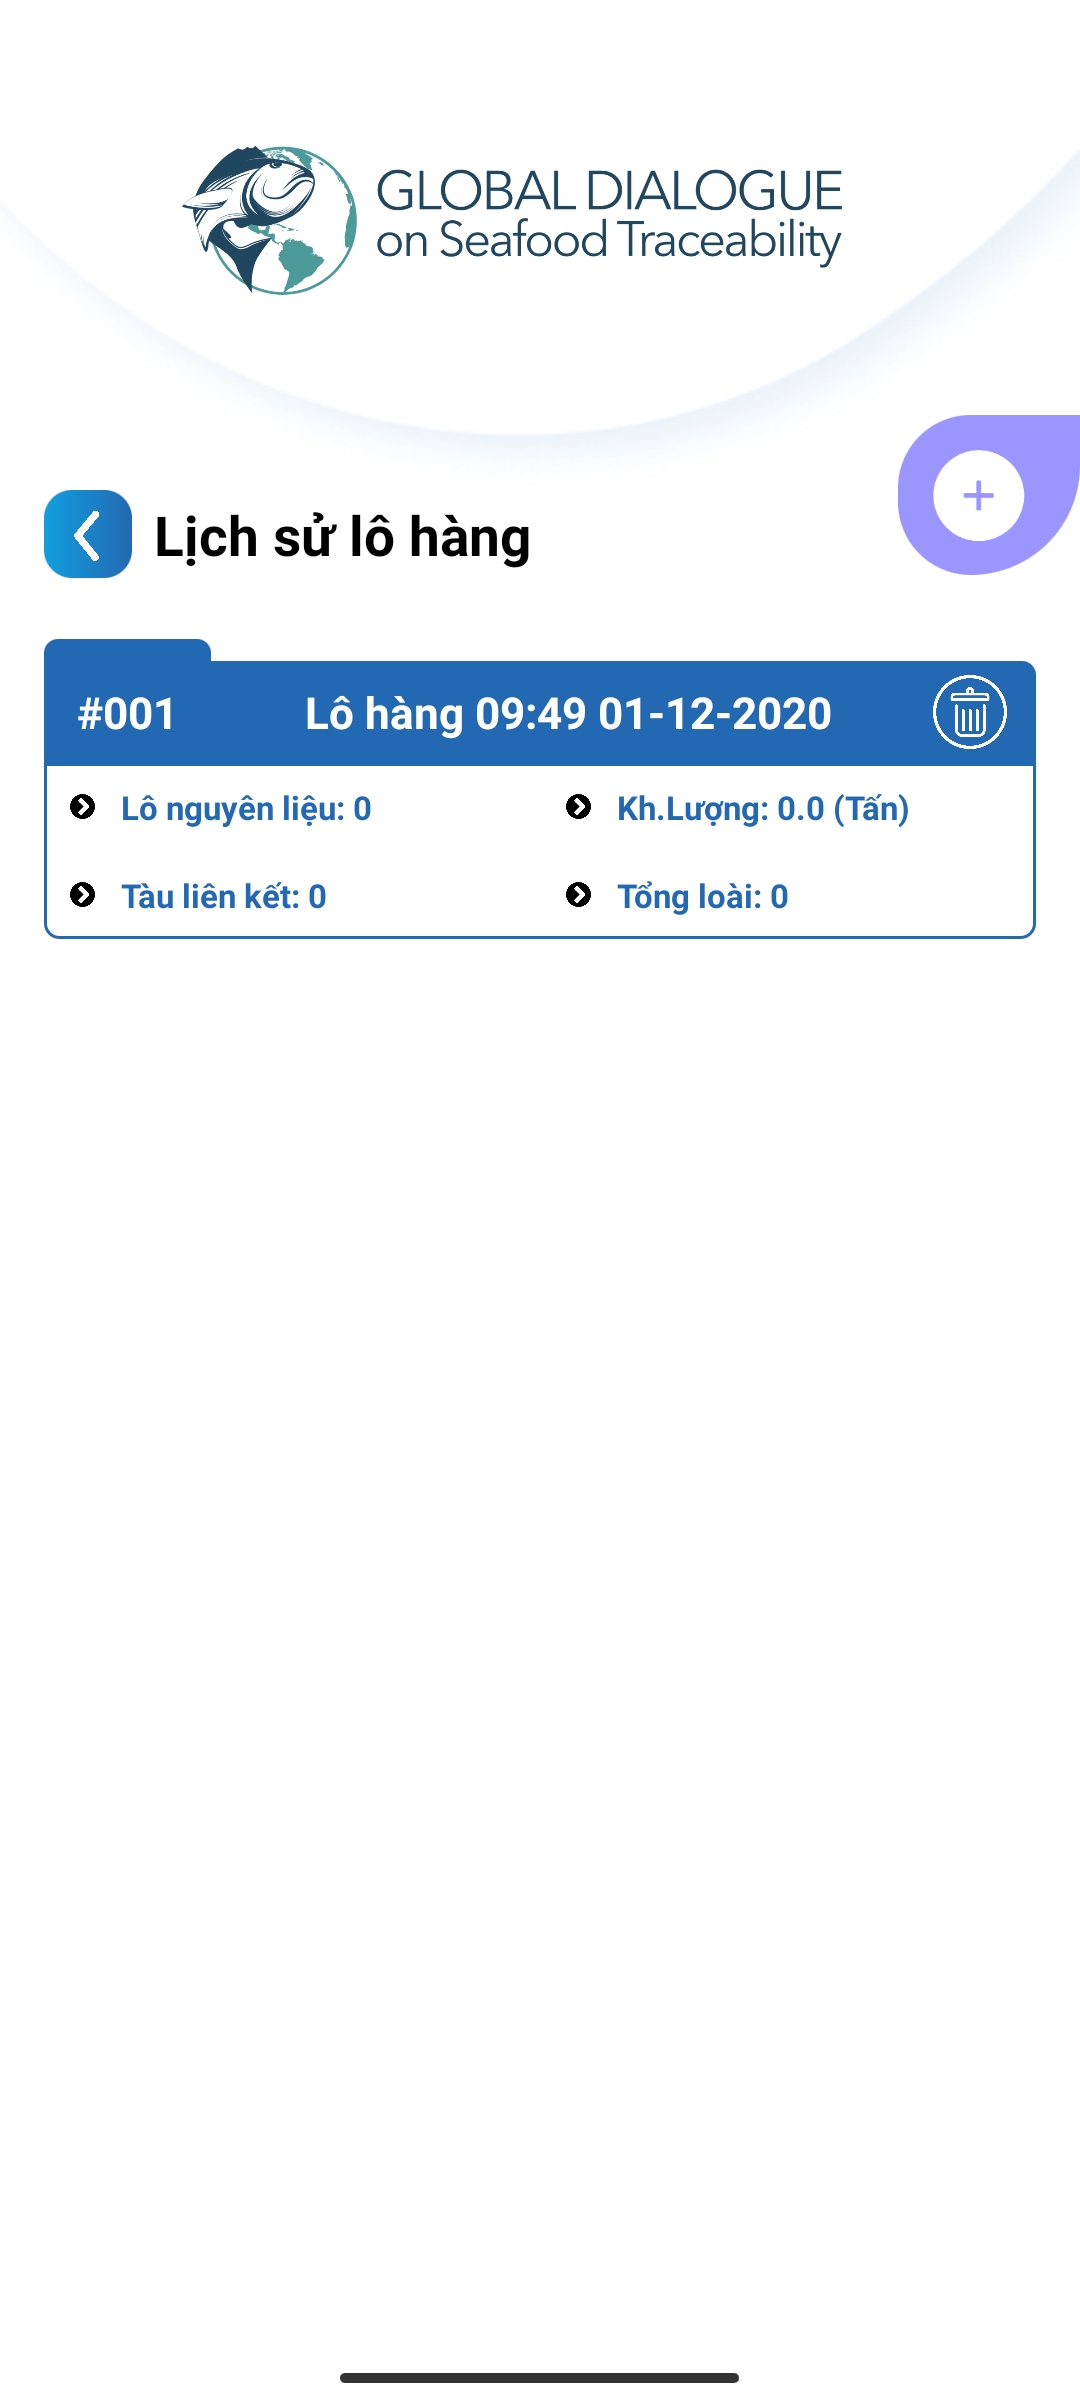 GLOBAL DIALOGUE
on Seafood Traceability
Lịch sử lô hàng
#001 Lô hàng 09:49 01-12-2020
Lô nguyên liệu: 0 Kh.Lượng: 0.0 (Tấn)
Tàu liên kết: 0 Tổng loài: 0